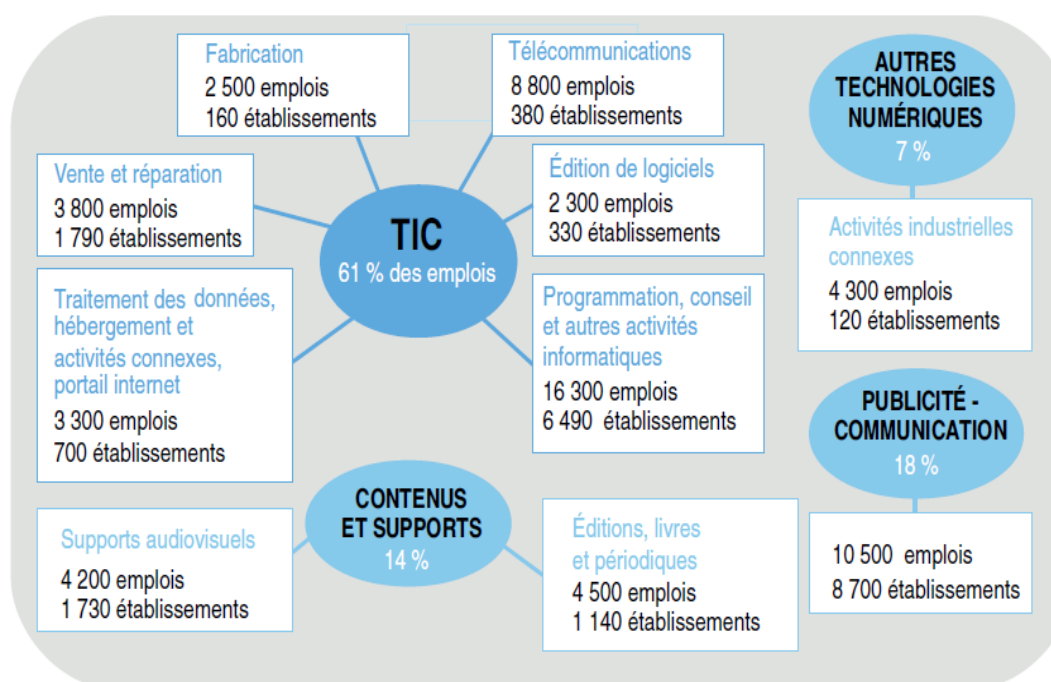 Fabrication
2 500 emplois
160 établissements
Télécommunications
8 800 emplois
380 établissements
AUTRES
TECHNOLOGIES
NUMÉRIQUES
7 %
Vente et réparation
3 800 emplois
1 790 établissements
TIC
61 % des emplois
Édition de logiciels
2 300 emplois
330 établissements
Activités industrielles
connexes
4 300 emplois
120 établissements
Traitement des données,
hébergement et
activités connexes,
portail internet
3 300 emplois
700 établissements
Programmation, conseil
et autres activités
informatiques
16 300 emplois
6 490 établissements
PUBLICITÉ -
COMMUNICATION
18 %
10 500 emplois
8 700 établissements
CONTENUS
ET SUPPORTS
14 %
Supports audiovisuels
4 200 emplois
1 730 établissements
Éditions, livres
et périodiques
4 500 emplois
1 140 établissements